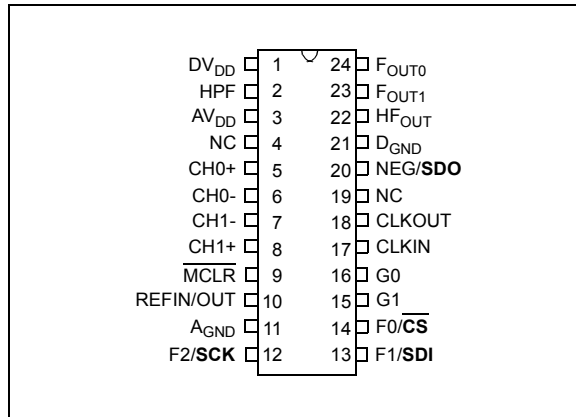 DVDD 1 24 FOUT0
HPF 2 23 FOUT1
AVDD 3 22 HFOUT
NC 4 21 DGND
CH0+ 5 20 NEG/SDO
CH0- 6 19 NC
CH1- 7 18 CLKOUT
CH1+ 8 17 CLKIN
MCLR 9 16 G0
REFIN/OUT 10 15 G1
AGND 11 14 F0/CS
F2/SCK 12 13 F1/SDI